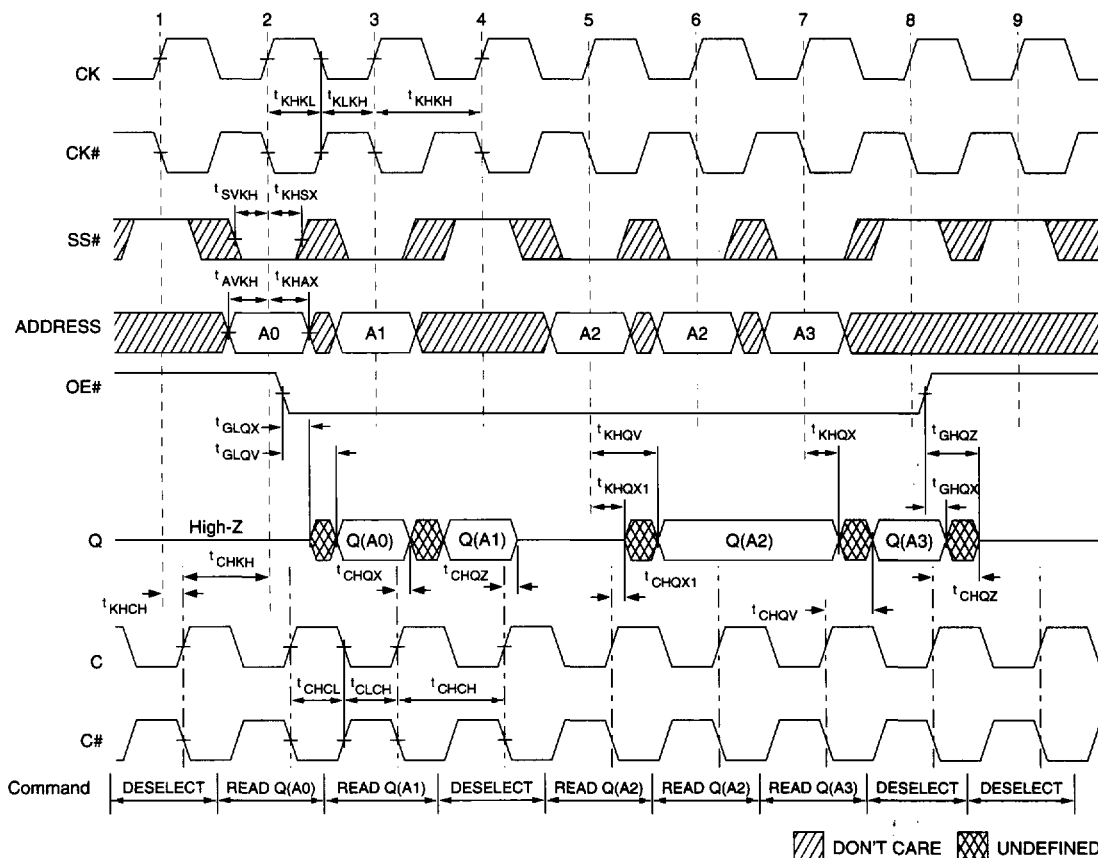 1 2 3 4 5 6 7 8 9
CK
tKHKL tKLKH tKHKH
CK#
tSVKH tKHSX
SS#
tAVKH tKHAX
ADDRESS A0 A1 A2 A2 A3
OE#
tGLQX tKHQV tKHQX tGHQZ
tGLQV
tKHQX1 tGHQX
High-Z
Q Q(A0) Q(A1) Q(A2) Q(A3)
tCHKH
tCHQX tCHQZ tCHQX1 tCHQZ
tKHCH tCHQV
C
tCHCL tCLCH tCHCH
C#
Command DESELECT READ Q(A0) READ Q(A1) DESELECT READ Q(A2) READ Q(A2) READ Q(A3) DESELECT DESELECT
DON'T CARE UNDEFINED